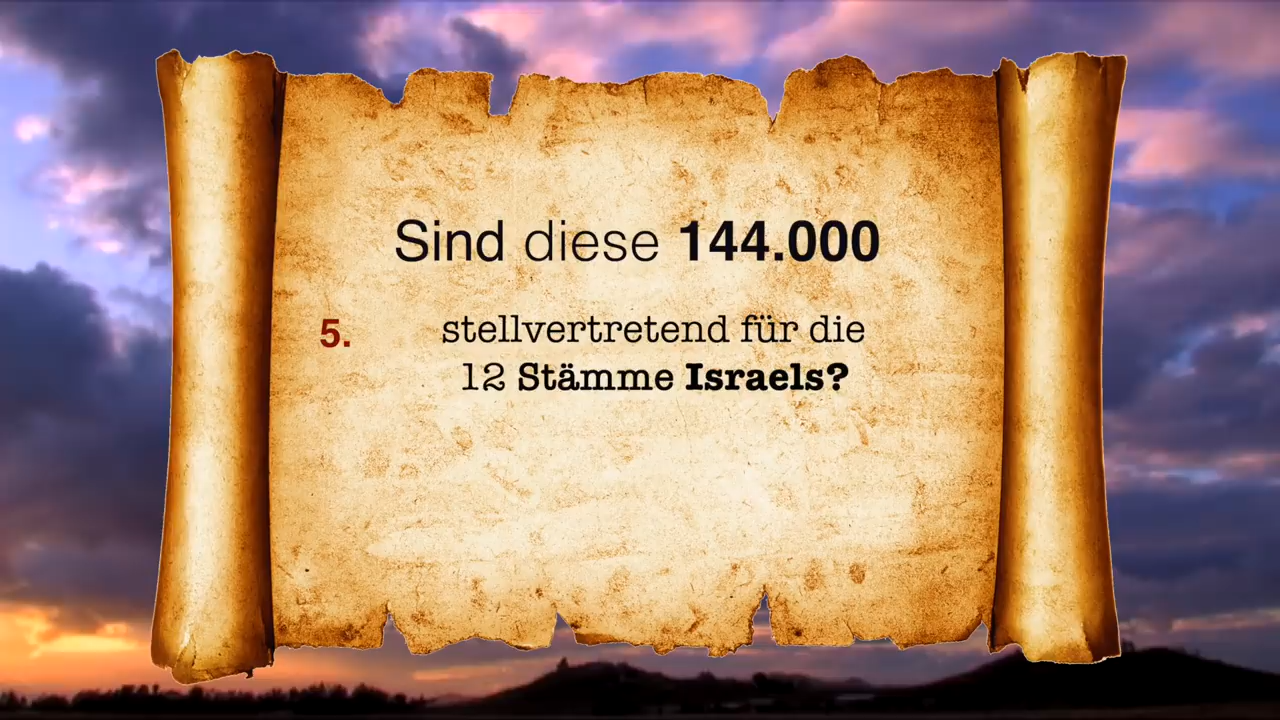 Sind diese 144.000
5. stellvertretend für die
12 Stämme Israels?